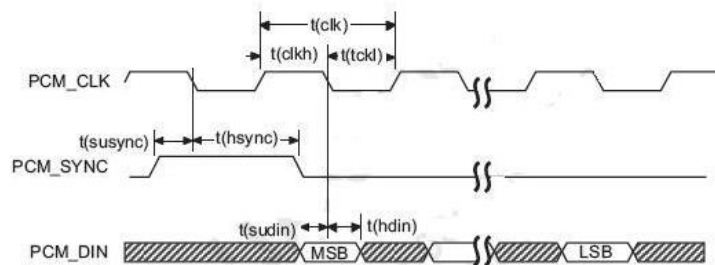 t(clk)
t(clkh) t(tckl)
PCM_CLK
t(susync) t(hsync)
PCM_SYNC
t(sudin) t(hdin)
PCM_DIN MSB LSB